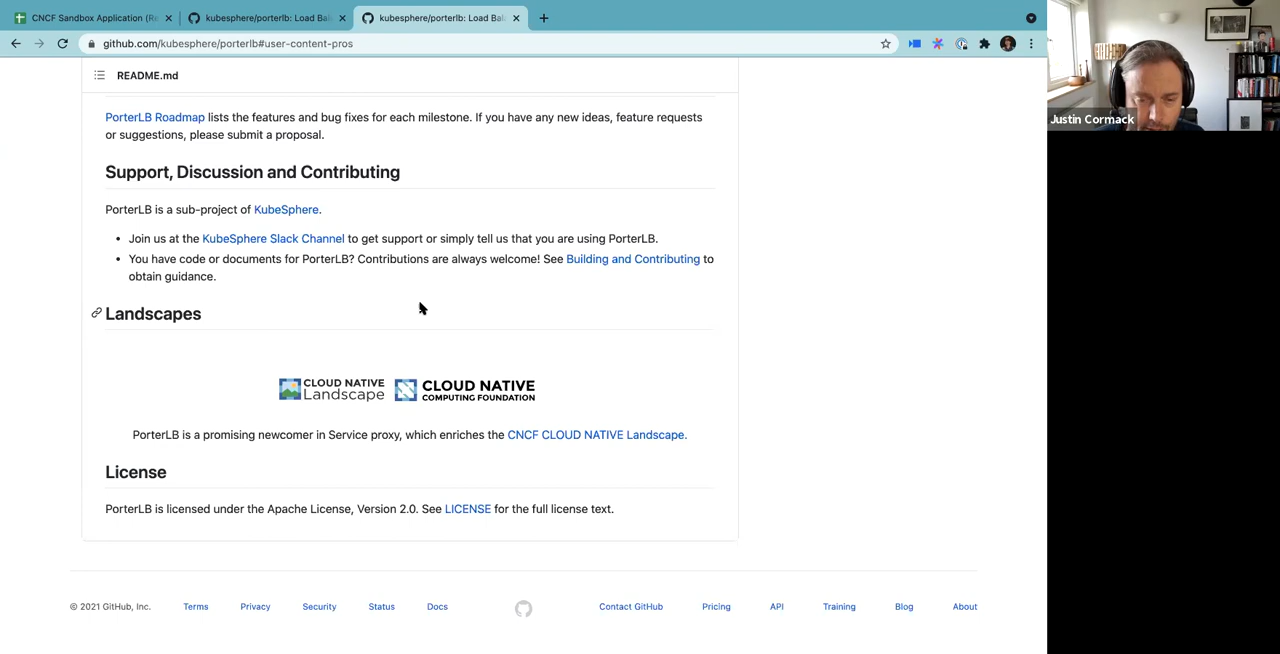 CNCF Sandbox Application (Re
kubesphere/porterlb: Load Bal
kubesphere/porterlb: Load Bal
github.com/kubesphere/porterlb#user-content-pros
README.md
PorterLB Roadmap lists the features and bug fixes for each milestone. If you have any new ideas, feature requests
or suggestions, please submit a proposal.
Support, Discussion and Contributing
PorterLB is a sub-project of KubeSphere.
• Join us at the KubeSphere Slack Channel to get support or simply tell us that you are using PorterLB.
• You have code or documents for PorterLB? Contributions are always welcome! See Building and Contributing to
obtain guidance.
Landscapes
CLOUD NATIVE
Landscape
CLOUD NATIVE
COMPUTING FOUNDATION
PorterLB is a promising newcomer in Service proxy, which enriches the CNCF CLOUD NATIVE Landscape.
License
PorterLB is licensed under the Apache License, Version 2.0. See LICENSE for the full license text.
© 2021 GitHub, Inc. Terms Privacy Security Status Docs Contact GitHub Pricing API Training Blog About
Justin Cormack